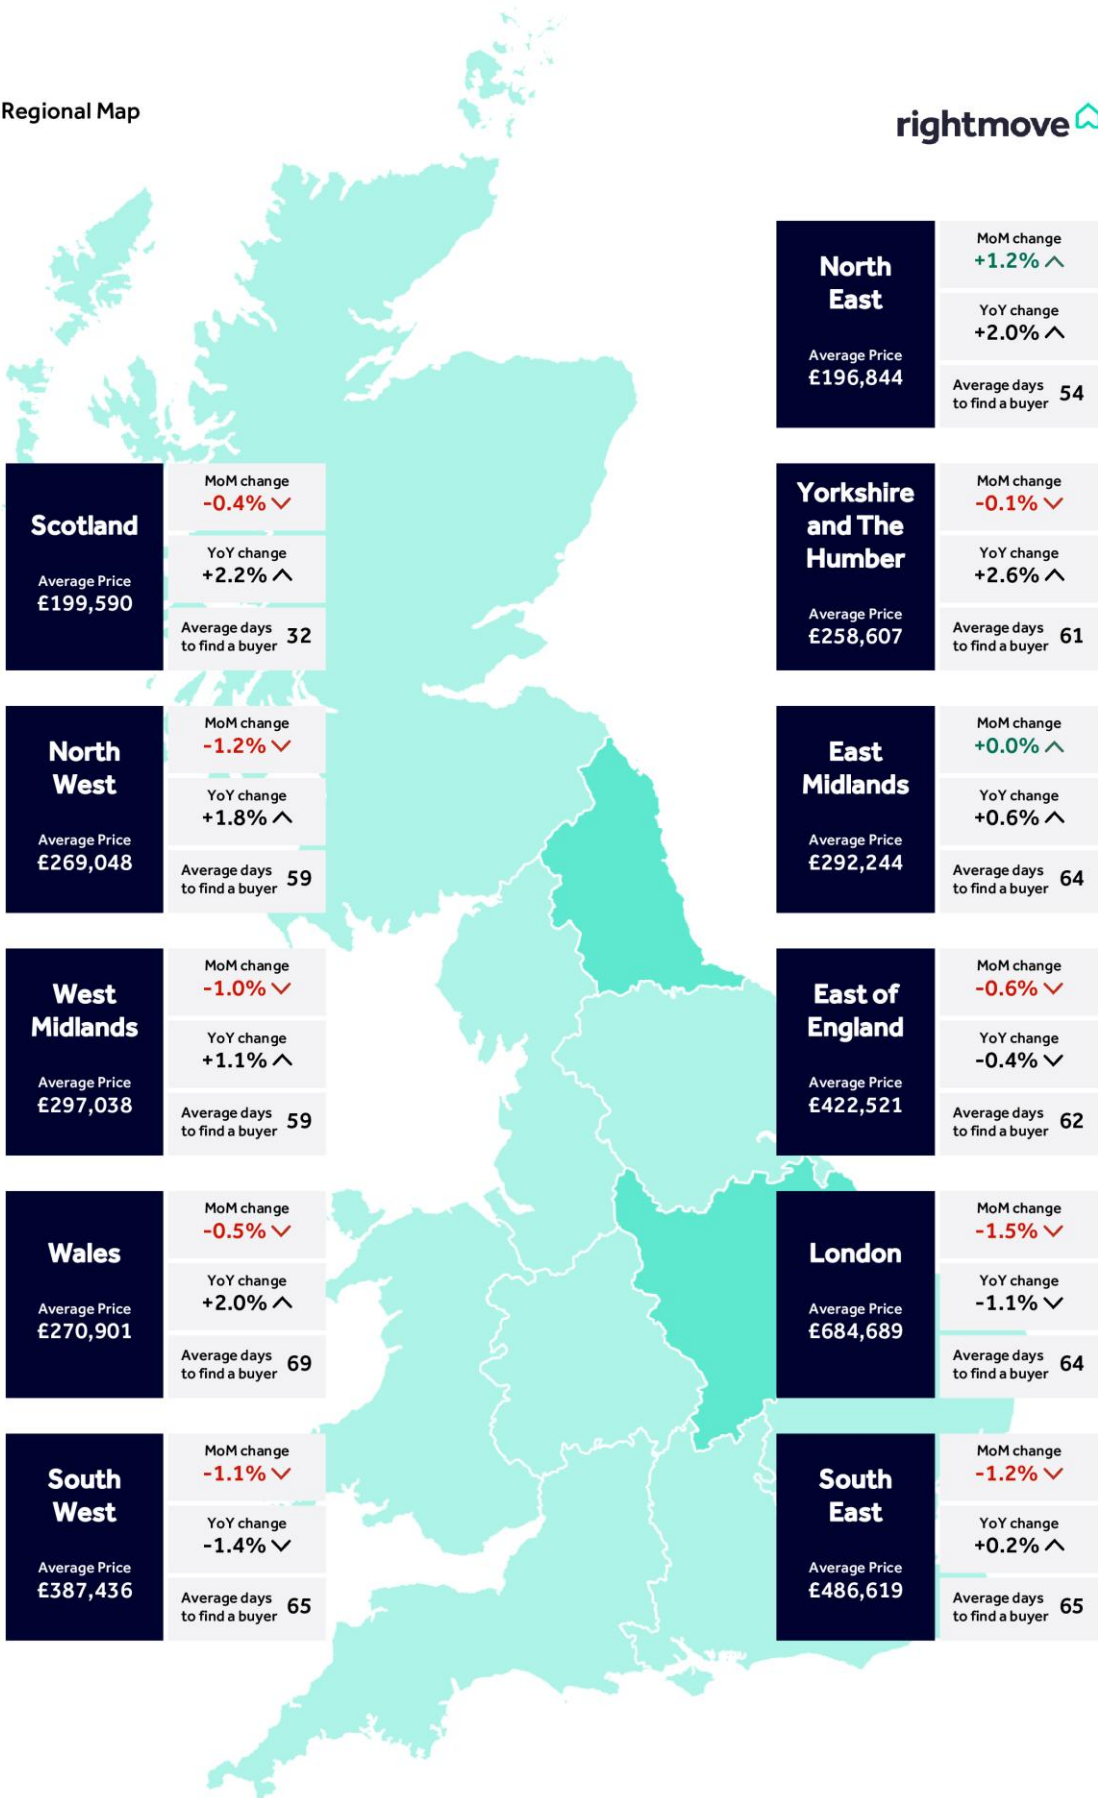 Regional Map
rightmove
North
East
Average Price
£196,844
MoM change
+1.2%
YoY change
+2.0%
Average days
to find a buyer 54
Scotland
Average Price
£199,590
MoM change
-0.4%
YoY change
+2.2%
Average days
to find a buyer 32
Yorkshire
and The
Humber
Average Price
£258,607
MoM change
-0.1%
YoY change
+2.6%
Average days
to find a buyer 61
North
West
Average Price
£269,048
MoM change
-1.2%
YoY change
+1.8%
Average days
to find a buyer 59
East
Midlands
Average Price
£292,244
MoM change
+0.0%
YoY change
+0.6%
Average days
to find a buyer 64
West
Midlands
Average Price
£297,038
MoM change
-1.0%
YoY change
+1.1%
Average days
to find a buyer 59
East of
England
Average Price
£422,521
MoM change
-0.6%
YoY change
-0.4%
Average days
to find a buyer 62
Wales
Average Price
£270,901
MoM change
-0.5%
YoY change
+2.0%
Average days
to find a buyer 69
London
Average Price
£684,689
MoM change
-1.5%
YoY change
-1.1%
Average days
to find a buyer 64
South
West
Average Price
£387,436
MoM change
-1.1%
YoY change
-1.4%
Average days
to find a buyer 65
South
East
Average Price
£486,619
MoM change
-1.2%
YoY change
+0.2%
Average days
to find a buyer 65